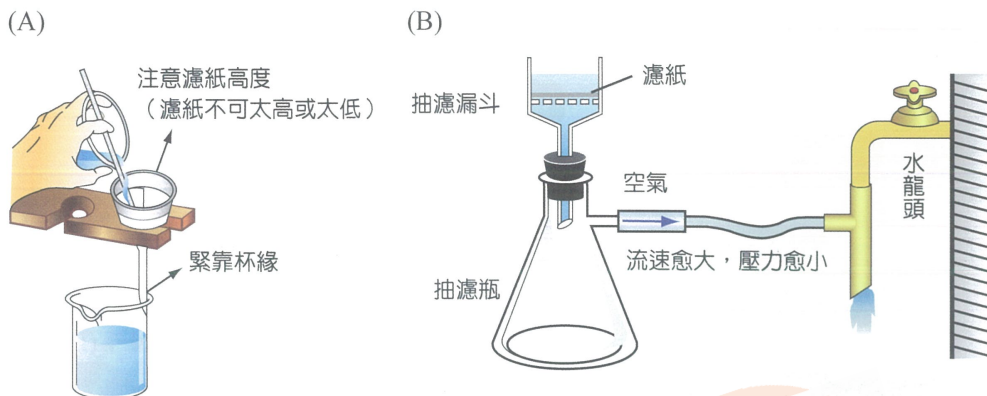 (A)
注意濾紙高度
（濾紙不可太高或太低）
緊靠杯緣
(B)
濾紙
抽濾漏斗
空氣
水龍頭
流速愈大，壓力愈小
抽濾瓶